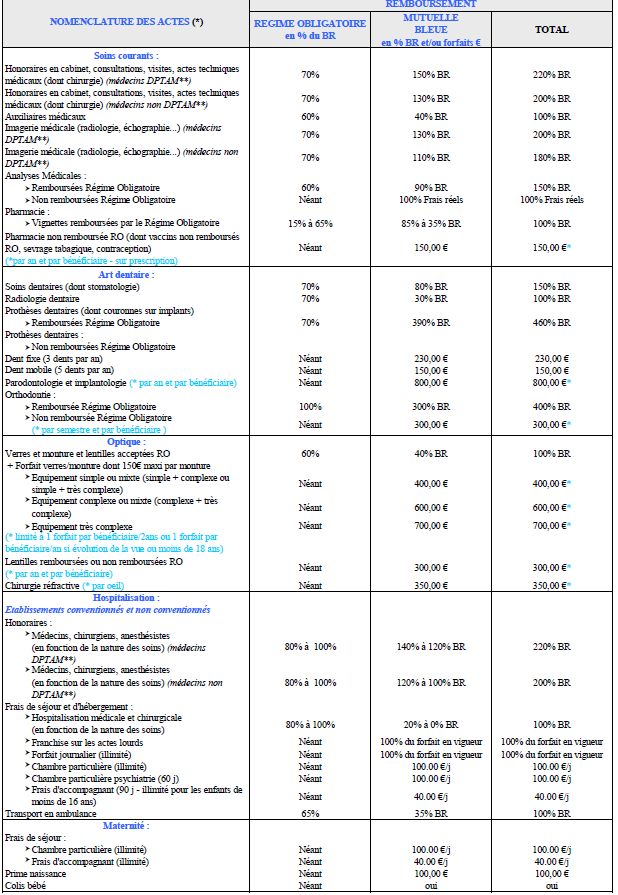 REMBOURSEMENT
NOMENCLATURE DES ACTES (*) REGIME OBLIGATOIRE en % du BR MUTUELLE BLEUE en % BR et/ou forfaits € TOTAL
Soins courants :
Honoraires en cabinet, consultations, visites, actes techniques
médicaux (dont chirurgie) (médecins DPTAM**) 70% 150% BR 220% BR
Honoraires en cabinet, consultations, visites, actes techniques
médicaux (dont chirurgie) (médecins non DPTAM**) 70% 130% BR 200% BR
Auxiliaires médicaux 60% 40% BR 100% BR
Imagerie médicale (radiologie, échographie...) (médecins
DPTAM**) 70% 130% BR 200% BR
Imagerie médicale (radiologie, échographie...) (médecins non
DPTAM**) 70% 110% BR 180% BR
Analyses Médicales :
➤ Remboursées Régime Obligatoire 60% 90% BR 150% BR
➤ Non remboursées Régime Obligatoire Néant 100% Frais réels 100% Frais réels
Pharmacie :
➤ Vignettes remboursées par le Régime Obligatoire 15% à 65% 85% à 35% BR 100% BR
Pharmacie non remboursée RO (dont vaccins non remboursés
RO, sevrage tabagique, contraception) Néant 150,00 € 150,00 €*
(*par an et par bénéficiaire - sur prescription)
Art dentaire :
Soins dentaires (dont stomatologie) 70% 80% BR 150% BR
Radiologie dentaire 70% 30% BR 100% BR
Prothèses dentaires (dont couronnes sur implants)
➤ Remboursées Régime Obligatoire 70% 390% BR 460% BR
Prothèses dentaires :
➤ Non remboursées Régime Obligatoire
Dent fixe (3 dents par an) Néant 230,00 € 230,00 €
Dent mobile (5 dents par an) Néant 150,00 € 150,00 €
Parodontologie et implantologie (* par an et par bénéficiaire) Néant 800,00 € 800,00 €*
Orthodontie :
➤ Remboursée Régime Obligatoire 100% 300% BR 400% BR
➤ Non remboursée Régime Obligatoire
(* par semestre et par bénéficiaire ) Néant 300,00 € 300,00 €*
Optique :
Verres et monture et lentilles acceptées RO 60% 40% BR 100% BR
+ Forfait verres/monture dont 150€ maxi par monture
➤ Equipement simple ou mixte (simple + complexe ou
simple + très complexe) Néant 400,00 € 400,00 €*
➤ Equipement complexe ou mixte (complexe + très
complexe) Néant 600,00 € 600,00 €*
➤ Equipement très complexe Néant 700,00 € 700,00 €*
(* limité à 1 forfait par bénéficiaire/2ans ou 1 forfait par
bénéficiaire/an si évolution de la vue ou moins de 18 ans)
Lentilles remboursées ou non remboursées RO
(* par an et par bénéficiaire) Néant 300,00 € 300,00 €*
Chirurgie réfractive (* par oeil) Néant 350,00 € 350,00 €*
Hospitalisation :
Etablissements conventionnés et non conventionnés
Honoraires :
➤ Médecins, chirurgiens, anesthésistes
(en fonction de la nature des soins) (médecins
DPTAM**) 80% à 100% 140% à 120% BR 220% BR
➤ Médecins, chirurgiens, anesthésistes
(en fonction de la nature des soins) (médecins non
DPTAM**) 80% à 100% 120% à 100% BR 200% BR
Frais de séjour et d'hébergement :
➤ Hospitalisation médicale et chirurgicale
(en fonction de la nature des soins) 80% à 100% 20% à 0% BR 100% BR
➤ Franchise sur les actes lourds Néant 100% du forfait en vigueur 100% du forfait en vigueur
➤ Forfait journalier (illimité) Néant 100% du forfait en vigueur 100% du forfait en vigueur
➤ Chambre particulière (illimité) Néant 100.00 €/j 100.00 €/j
➤ Chambre particulière psychiatrie (60 j) Néant 100.00 €/j 100.00 €/j
➤ Frais d'accompagnant (90 j - illimité pour les enfants de
moins de 16 ans) Néant 40.00 €/j 40.00 €/j
Transport en ambulance 65% 35% BR 100% BR
Maternité :
Frais de séjour :
➤ Chambre particulière (illimité) Néant 100.00 €/j 100.00 €/j
➤ Frais d'accompagnant (illimité) Néant 40.00 €/j 40.00 €/j
Prime naissance Néant 100,00 € 100,00 €
Colis bébé Néant oui oui